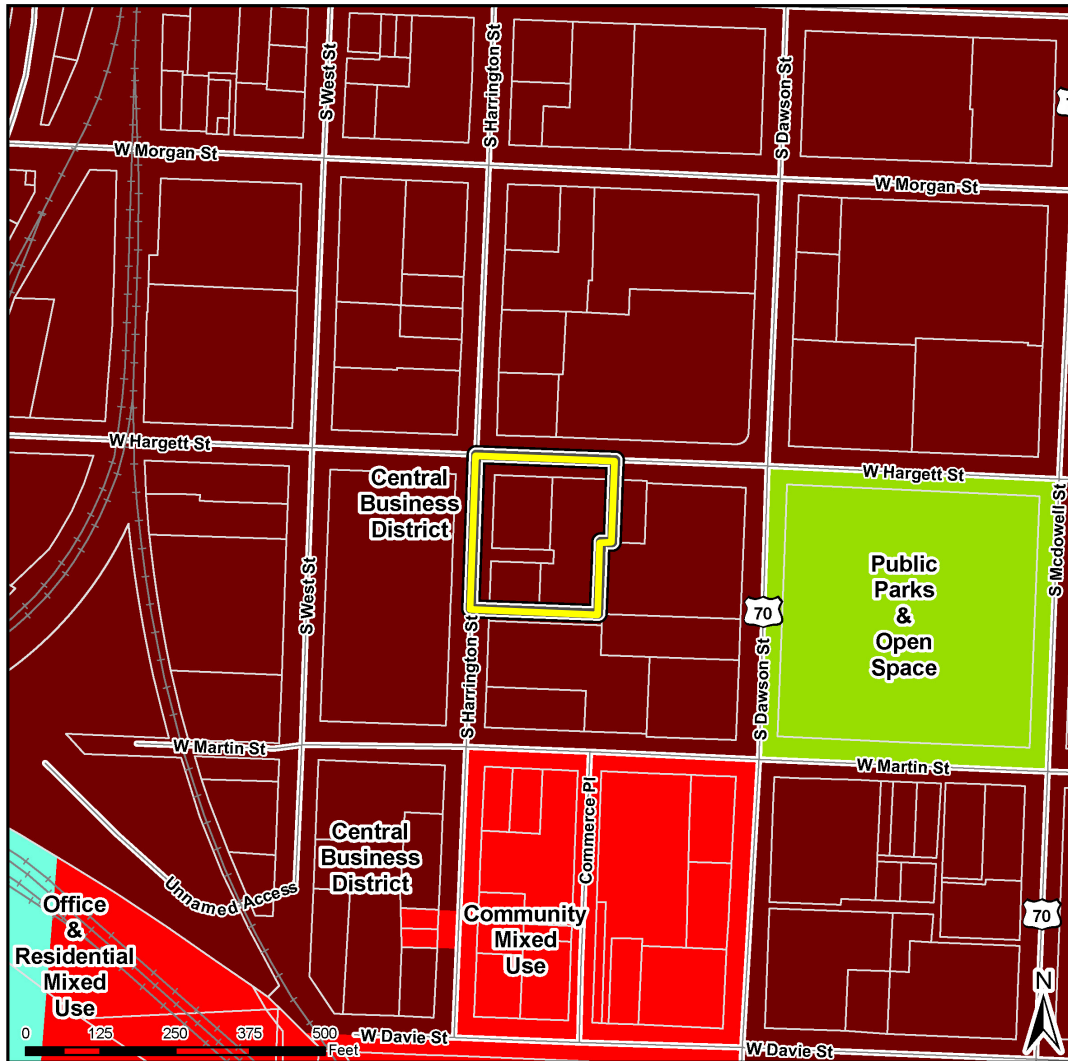 S West St
S Harrington St
S Dawson St
W Morgan St
W Morgan St
W Hargett St
W Hargett St
Central
Business
District
S West St
S Harrington St
70
S Dawson St
Public
Parks
&
Open
Space
S Mcdowell St
W Martin St
W Martin St
Commerce Pl
Central
Business
District
Unnamed Access
Office
&
Residential
Mixed
Use
Community
Mixed
Use
70
N
0 125 250 375 500
Feet
W Davie St
W Davie St